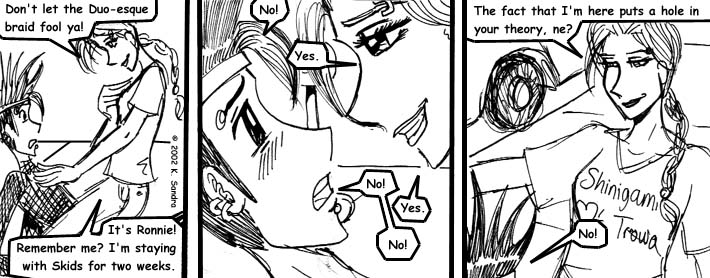 Don't let the Duo-esque
braid fool ya!
© 2002 K. Sandra
It's Ronnie!
Remember me? I'm staying
with Skids for two weeks.
No!
Yes.
No!
Yes.
No!
The fact that I'm here puts a hole in
your theory, ne?
Shinigami
♡'s Trowa
No!